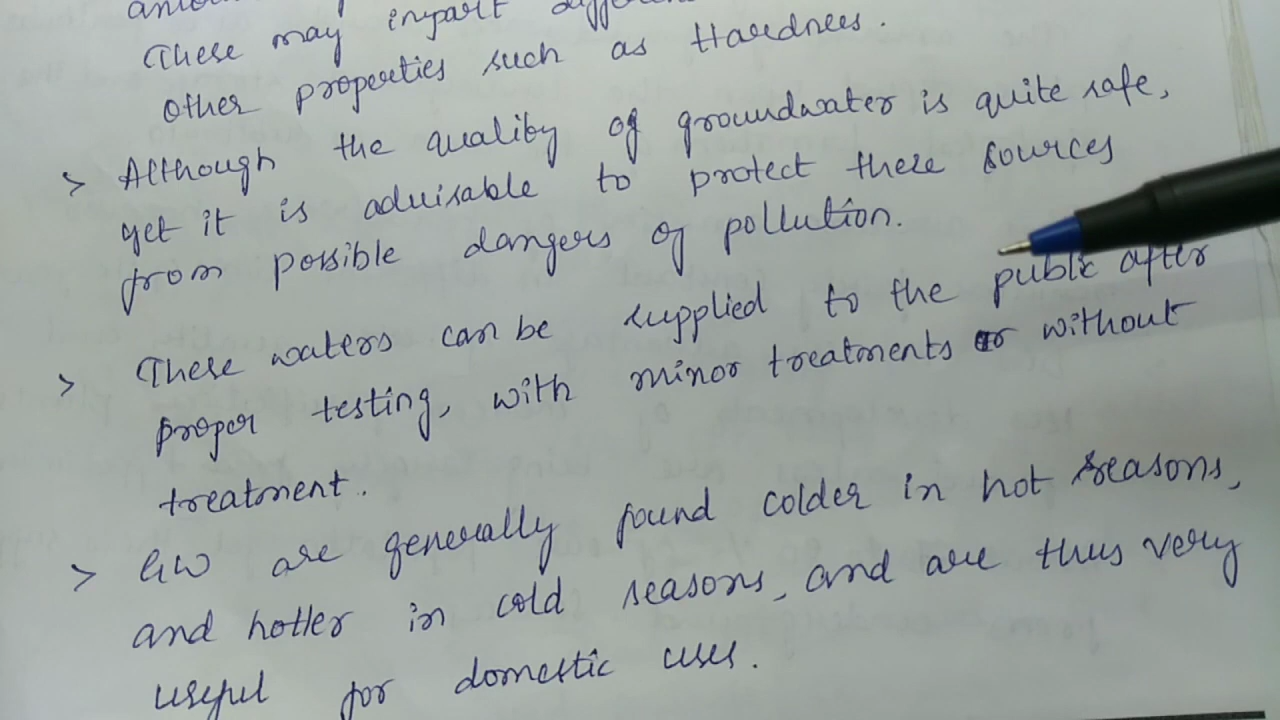 These may impart
other properties such as Hardness.
> Although the quality of groundwater is quite safe,
yet it is advisable to protect these sources
from possible dangers of pollution.
> These waters can be supplied to the public after
proper testing, with minor treatments or without
treatment.
> GW are generally found colder in hot seasons,
and hotter in cold seasons, and are thus very
useful for domestic uses.